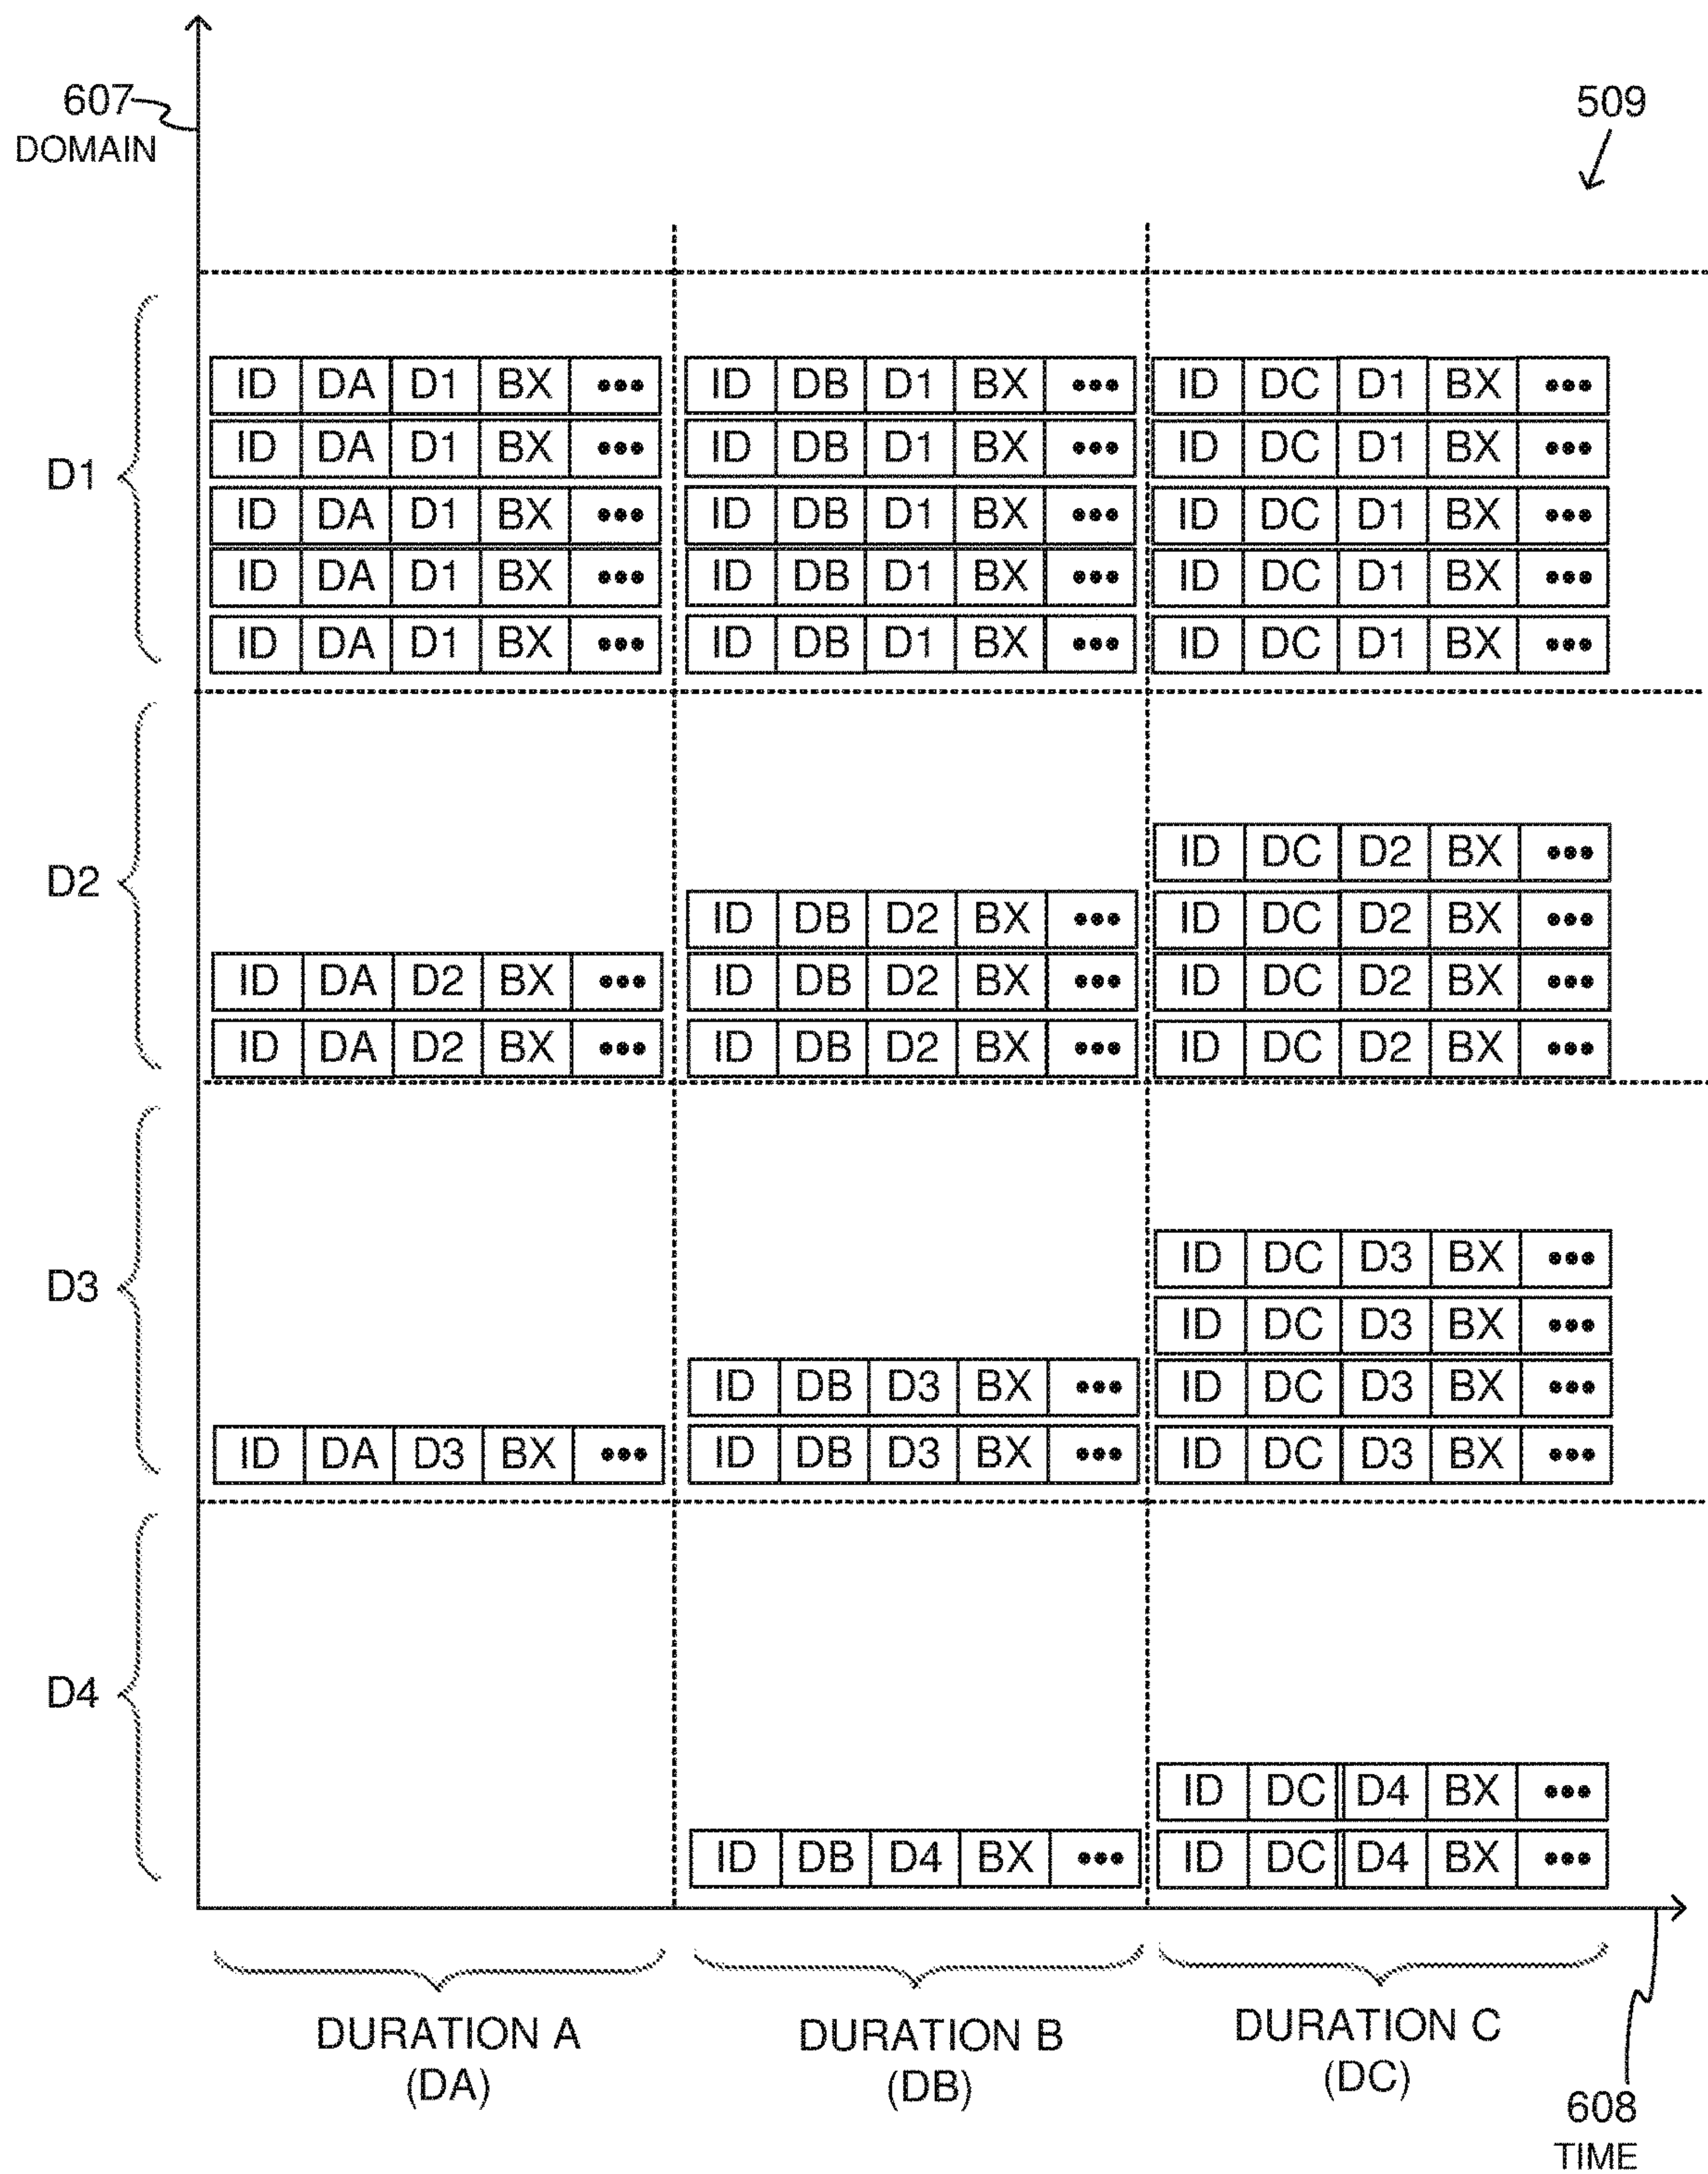 607
DOMAIN
509
D1
ID DA D1 BX ••• ID DB D1 BX ••• ID DC D1 BX •••
ID DA D1 BX ••• ID DB D1 BX ••• ID DC D1 BX •••
ID DA D1 BX ••• ID DB D1 BX ••• ID DC D1 BX •••
ID DA D1 BX ••• ID DB D1 BX ••• ID DC D1 BX •••
ID DA D1 BX ••• ID DB D1 BX ••• ID DC D1 BX •••
D2
ID DC D2 BX •••
ID DB D2 BX ••• ID DC D2 BX •••
ID DA D2 BX ••• ID DB D2 BX ••• ID DC D2 BX •••
ID DA D2 BX ••• ID DB D2 BX ••• ID DC D2 BX •••
D3
ID DC D3 BX •••
ID DC D3 BX •••
ID DB D3 BX ••• ID DC D3 BX •••
ID DA D3 BX ••• ID DB D3 BX ••• ID DC D3 BX •••
D4
ID DC D4 BX •••
ID DB D4 BX ••• ID DC D4 BX •••
DURATION A
(DA)
DURATION B
(DB)
DURATION C
(DC)
608
TIME